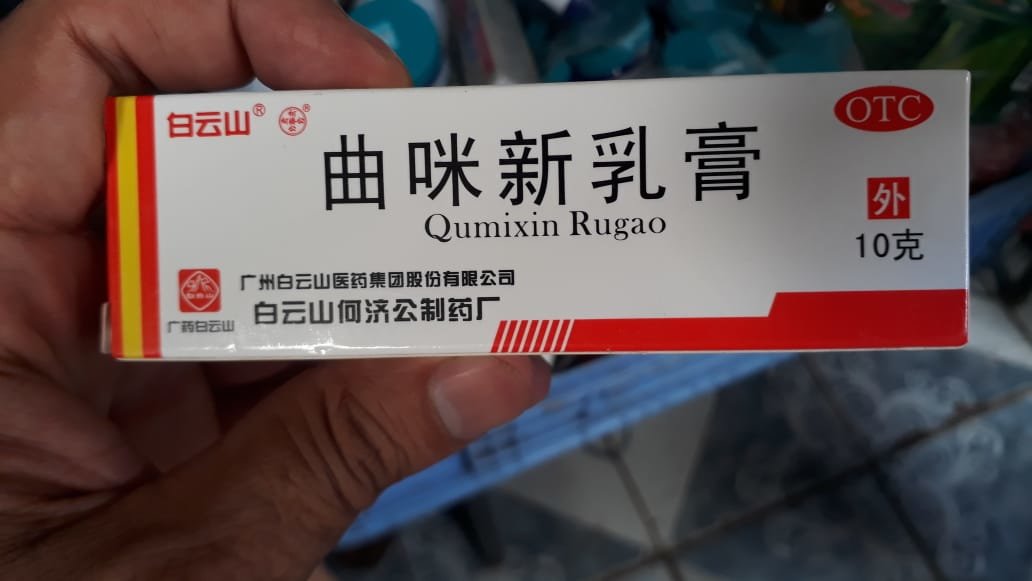 白云山®
®
OTC
曲咪新乳膏
Qumixin Rugao
外
10克
广州白云山医药集团股份有限公司
白云山何济公制药厂
广药白云山